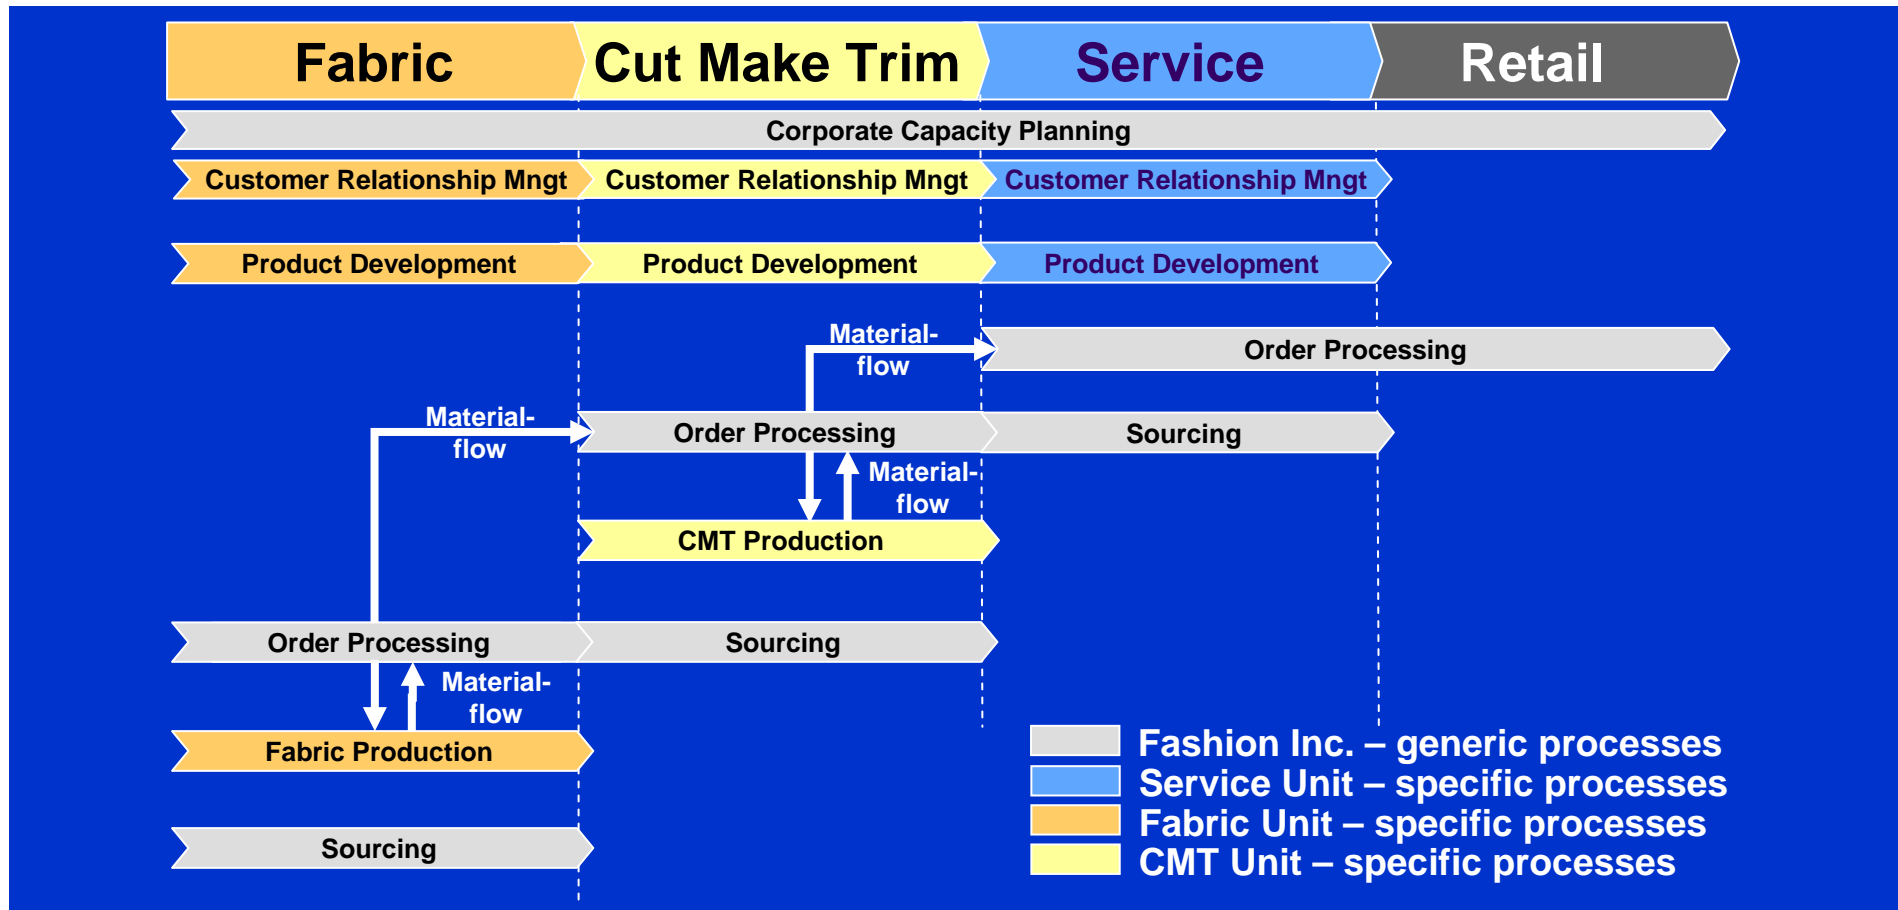 Fabric
Cut Make Trim
Service
Retail
Corporate Capacity Planning
Customer Relationship Mngt
Customer Relationship Mngt
Customer Relationship Mngt
Product Development
Product Development
Product Development
Material-
flow
Order Processing
Material-
flow
Order Processing
Sourcing
Material-
flow
CMT Production
Order Processing
Sourcing
Material-
flow
Fabric Production
Sourcing
Fashion Inc. – generic processes
Service Unit – specific processes
Fabric Unit – specific processes
CMT Unit – specific processes